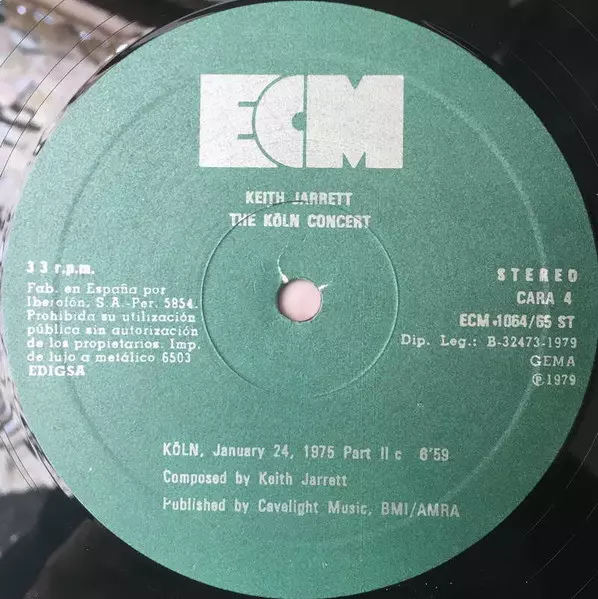 ECM
KEITH JARRETT
THE KÖLN CONCERT
33 r.p.m.
Fab. en España por
Iberofón, S. A.-Per. 5854.
Prohibida su utilización
pública sin autorización
de los propietarios. Imp.
de lujo a metálico 6503
EDIGSA
STEREO
CARA 4
ECM-1064/65 ST
Dip. Leg.: B-32473-1979
GEMA
℗1979
KÖLN, January 24, 1975 Part II c 6'59
Composed by Keith Jarrett
Published by Cavelight Music, BMI/AMRA